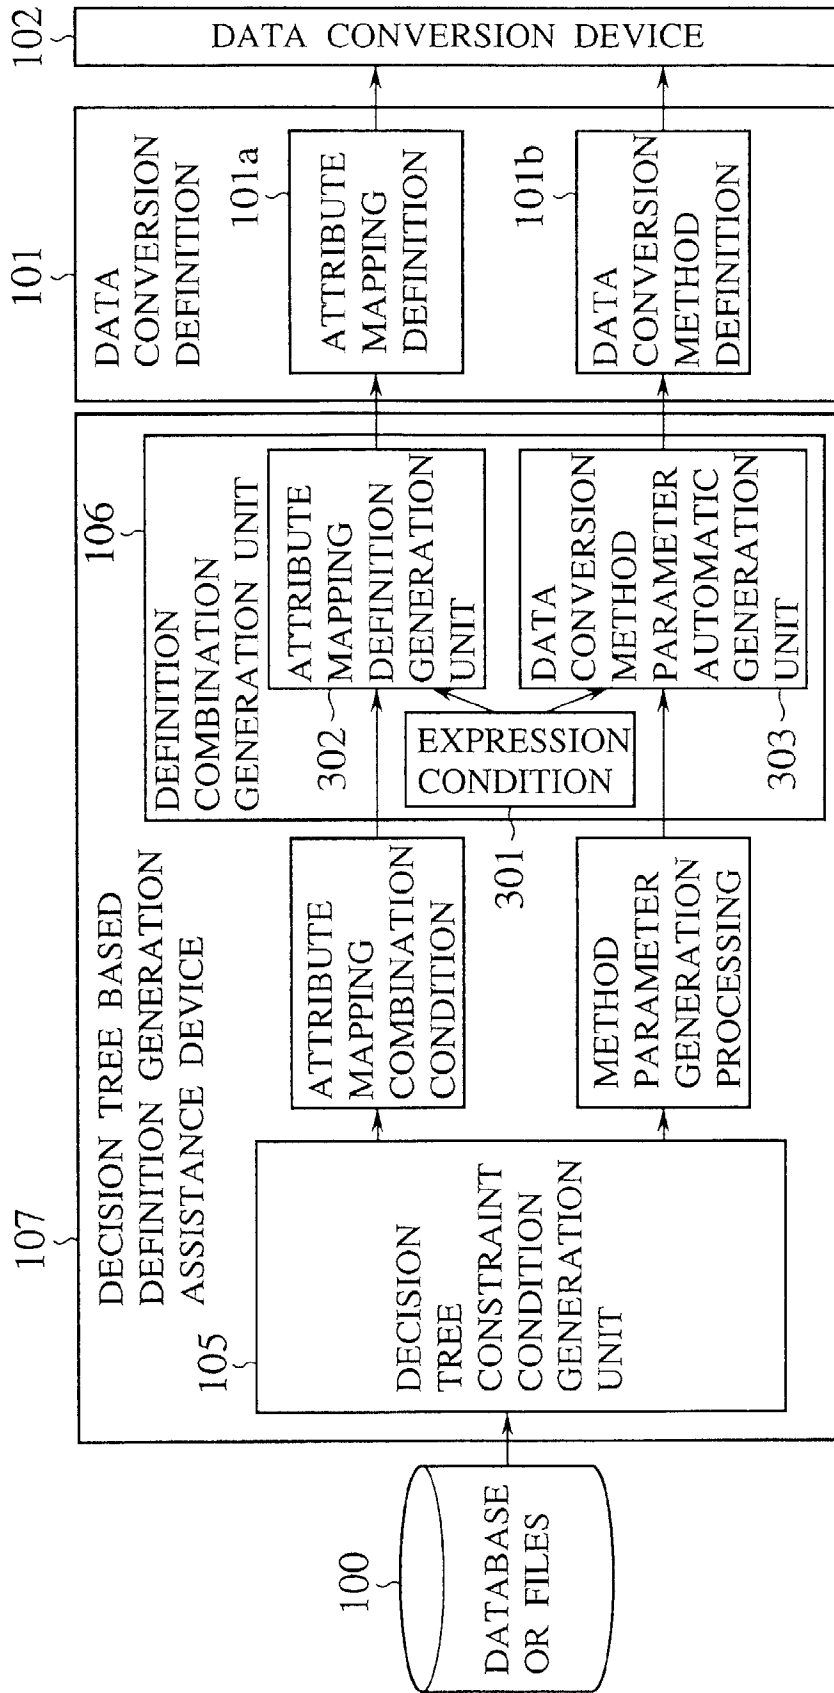 100
DATABASE
OR FILES
107
DECISION TREE BASED
DEFINITION GENERATION
ASSISTANCE DEVICE
105
DECISION
TREE
CONSTRAINT
CONDITION
GENERATION
UNIT
ATTRIBUTE
MAPPING
COMBINATION
CONDITION
METHOD
PARAMETER
GENERATION
PROCESSING
106
DEFINITION
COMBINATION
GENERATION UNIT
302
ATTRIBUTE
MAPPING
DEFINITION
GENERATION
UNIT
EXPRESSION
CONDITION
301
DATA
CONVERSION
METHOD
PARAMETER
AUTOMATIC
GENERATION
UNIT
303
101
DATA
CONVERSION
DEFINITION
101a
ATTRIBUTE
MAPPING
DEFINITION
101b
DATA
CONVERSION
METHOD
DEFINITION
102
DATA CONVERSION DEVICE